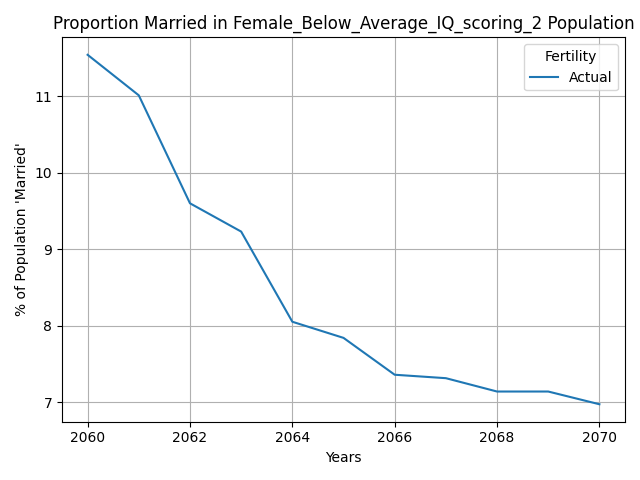 Proportion Married in Female_Below_Average_IQ_scoring_2 Population
Fertility
Actual
% of Population 'Married'
11
10
9
8
7
2060 2062 2064 2066 2068 2070
Years